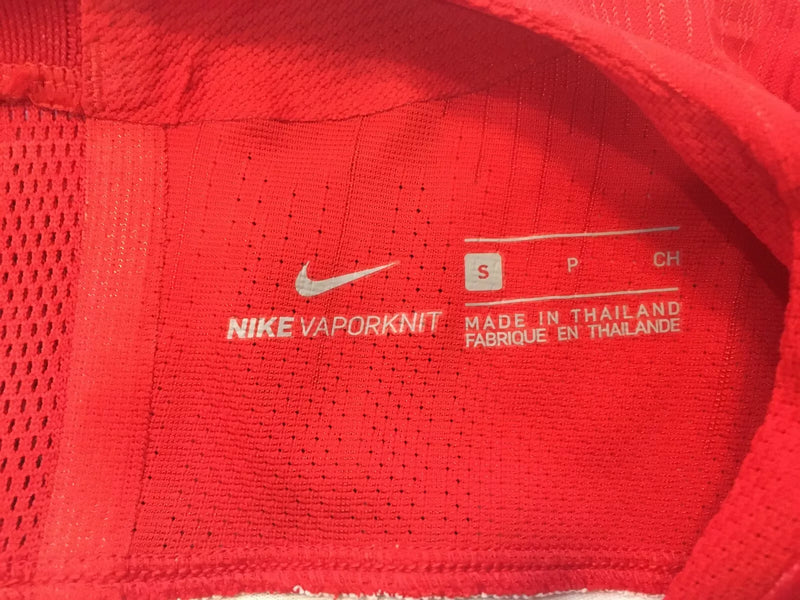 NIKE VAPORKNIT
S P CH
MADE IN THAILAND
FABRIQUE EN THAILANDE